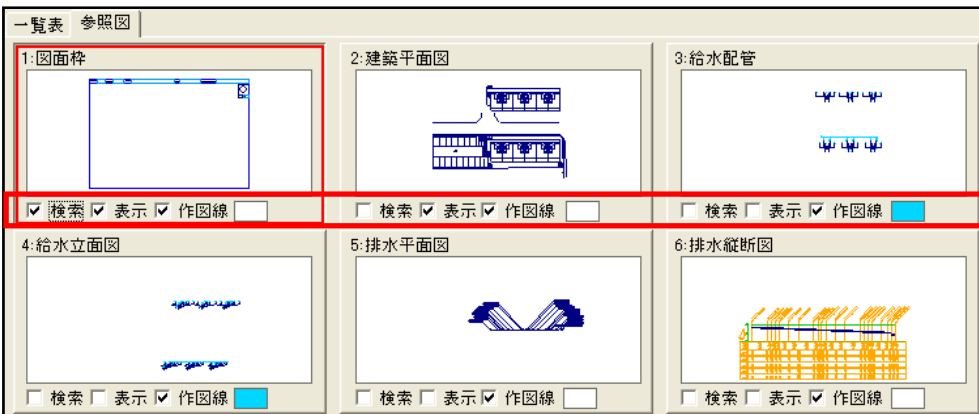 一覧表 参照図
1:図面枠 2:建築平面図 3:給水配管
検索 表示 作図線 検索 表示 作図線 検索 表示 作図線
4:給水立面図 5:排水平面図 6:排水縦断図
検索 表示 作図線 検索 表示 作図線 検索 表示 作図線